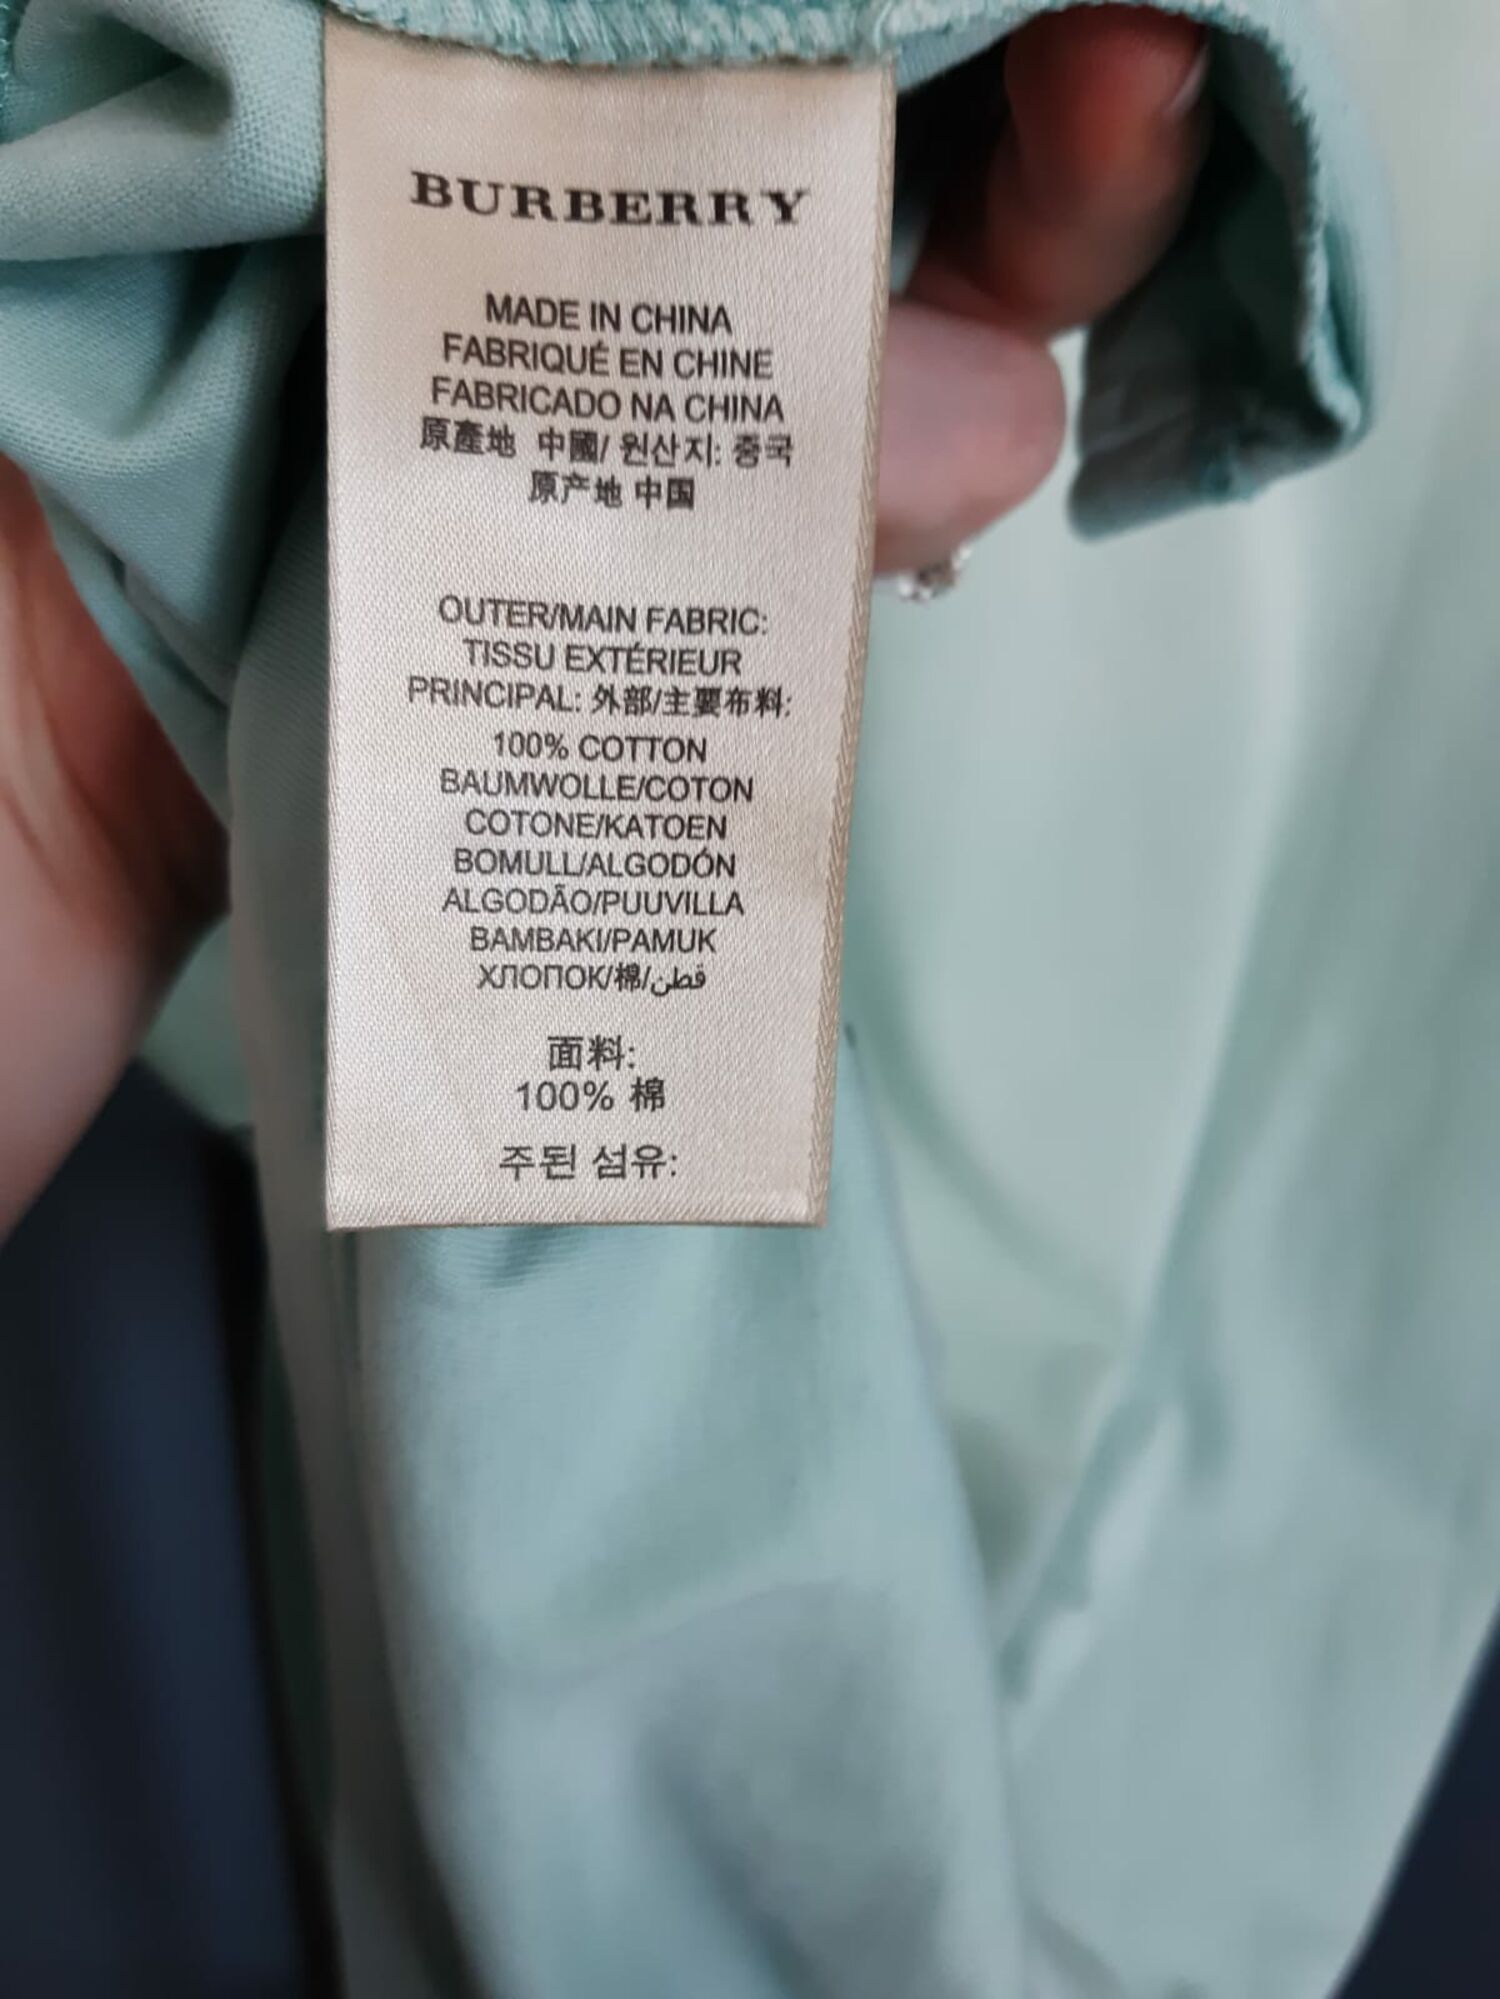 BURBERRY
MADE IN CHINA
FABRIQUÉ EN CHINE
FABRICADO NA CHINA
原產地 中國/ 원산지: 중국
原产地 中国
OUTER/MAIN FABRIC:
TISSU EXTÉRIEUR
PRINCIPAL: 外部/主要布料:
100% COTTON
BAUMWOLLE/COTON
COTONE/KATOEN
BOMULL/ALGODÓN
ALGODÃO/PUUVILLA
BAMBAKI/PAMUK
ХЛОПОК/棉/قطن
面料:
100% 棉
주된 섬유: